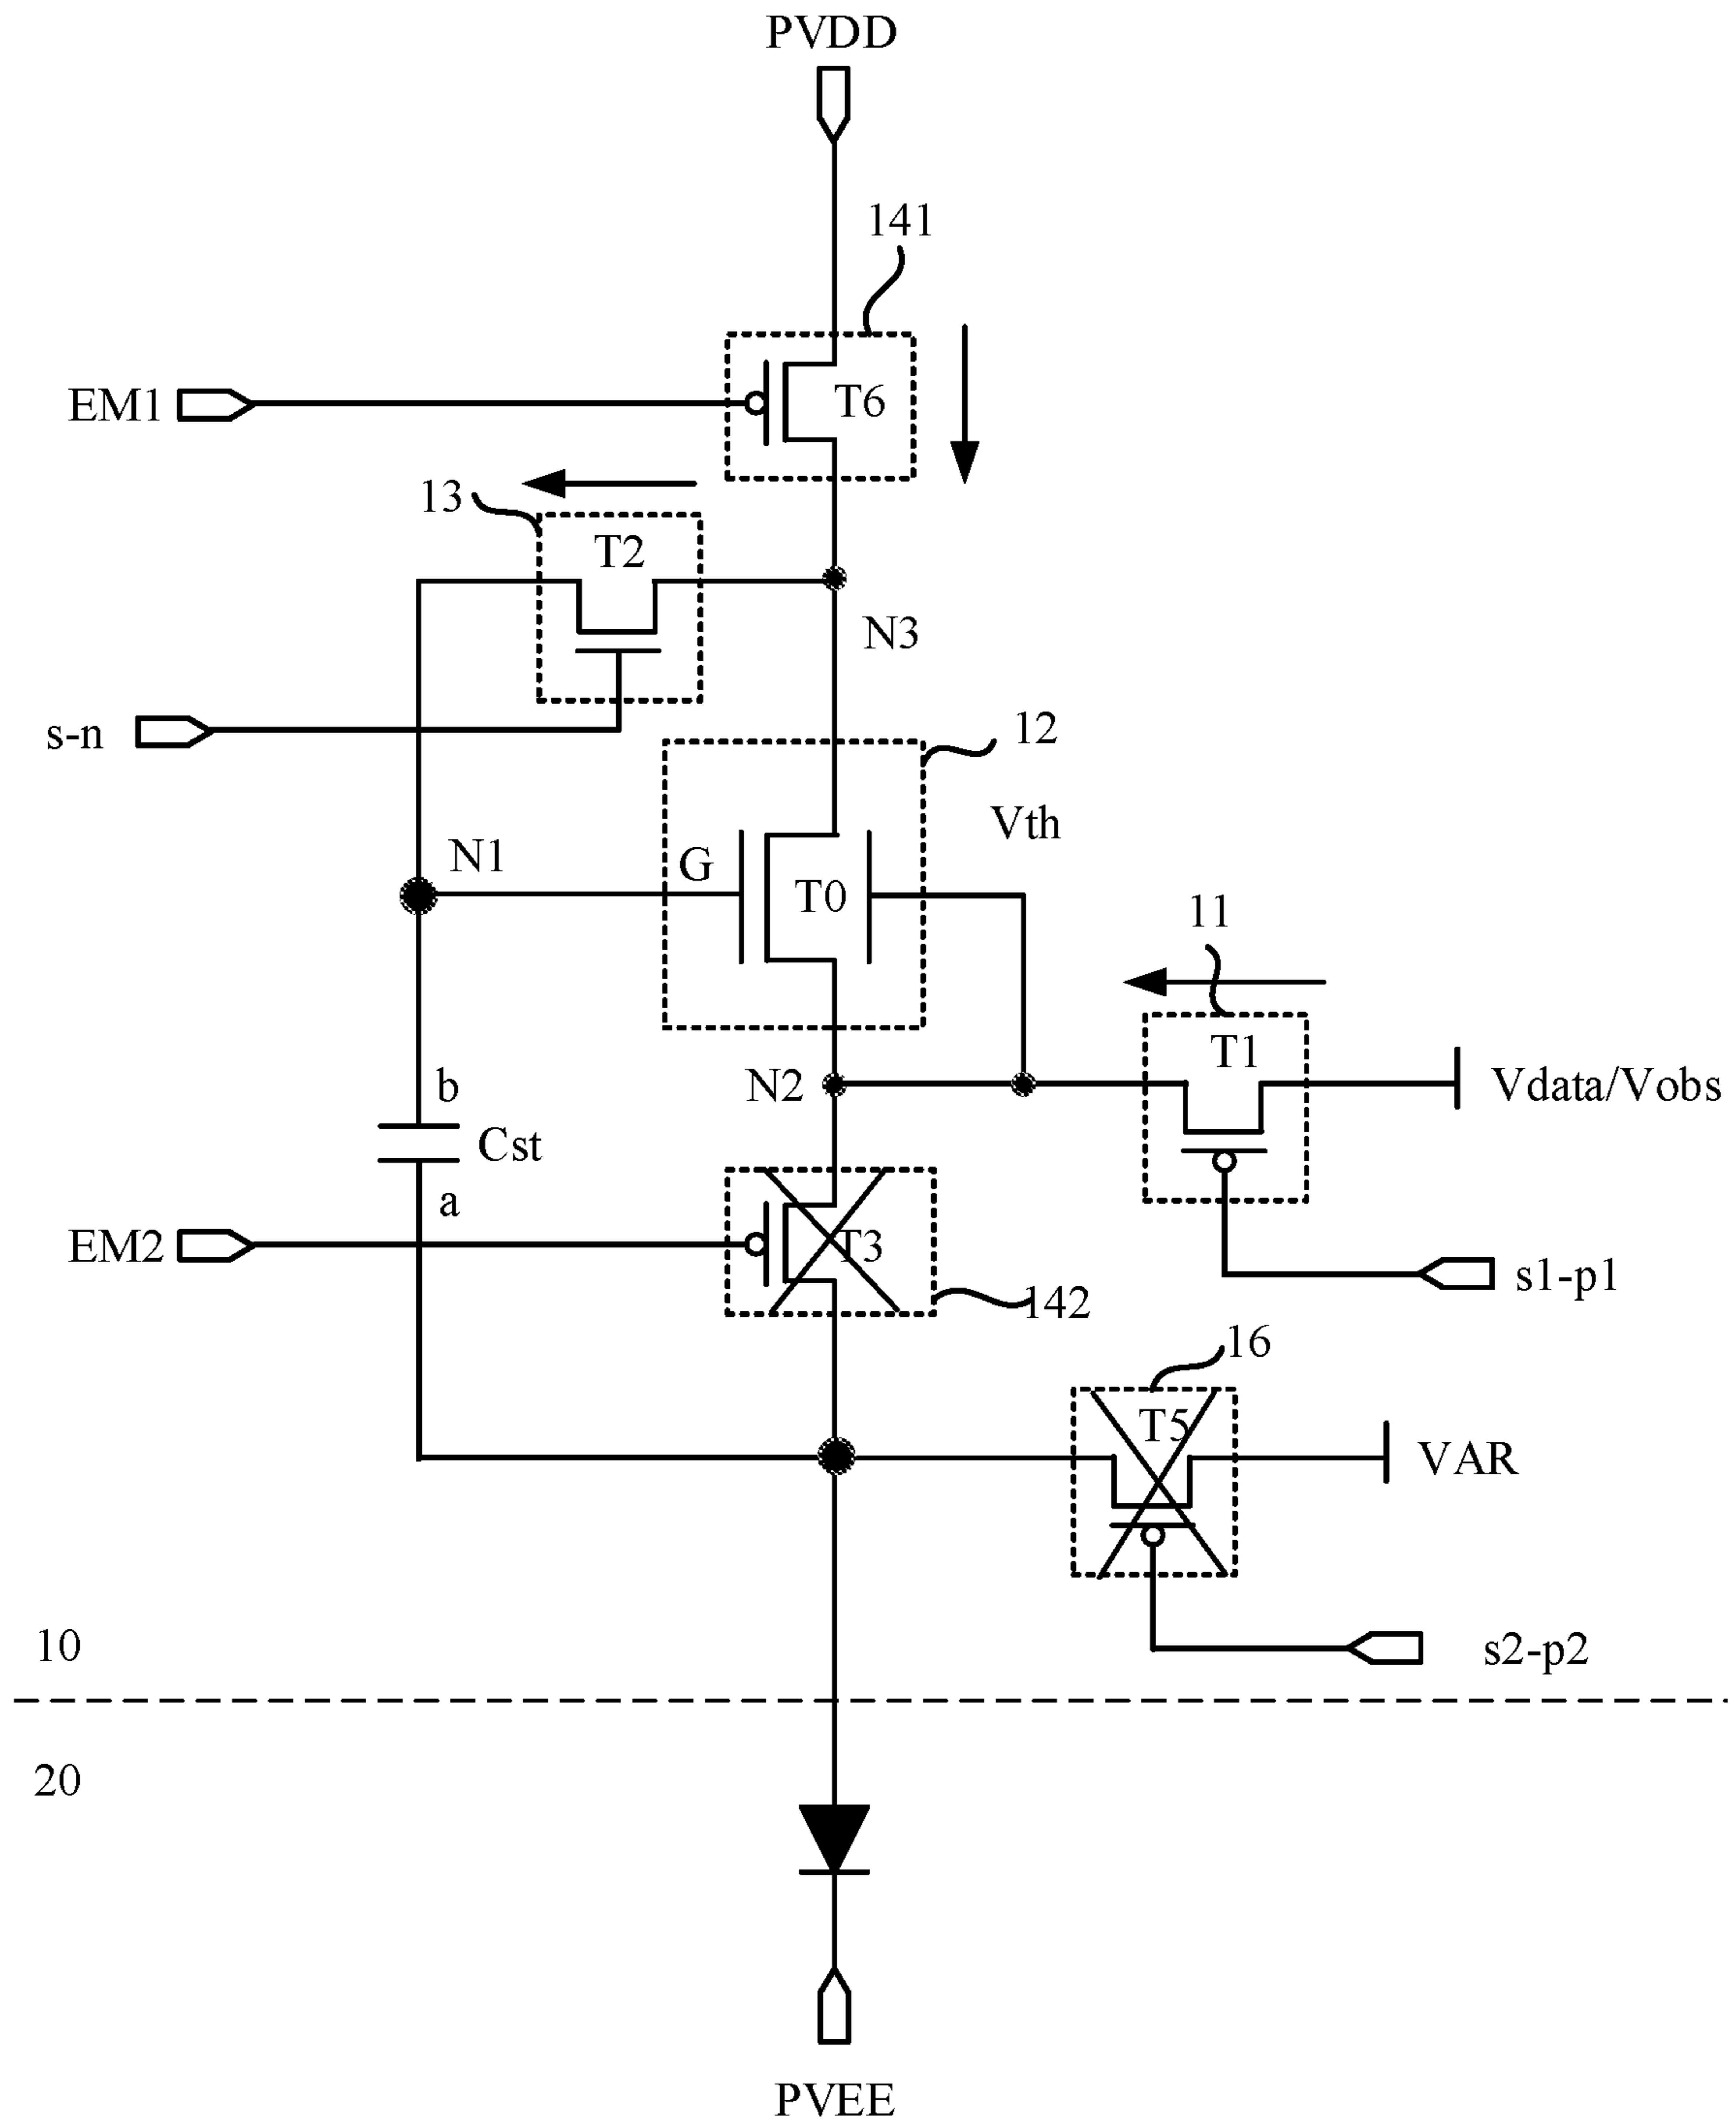 PVDD
141
EM1
T6
13
T2
N3
s-n
12
Vth
N1
G
T0
11
T1
N2
Vdata/Vobs
b
Cst
a
EM2
T3
s1-p1
142
16
T5
VAR
10
s2-p2
20
PVEE